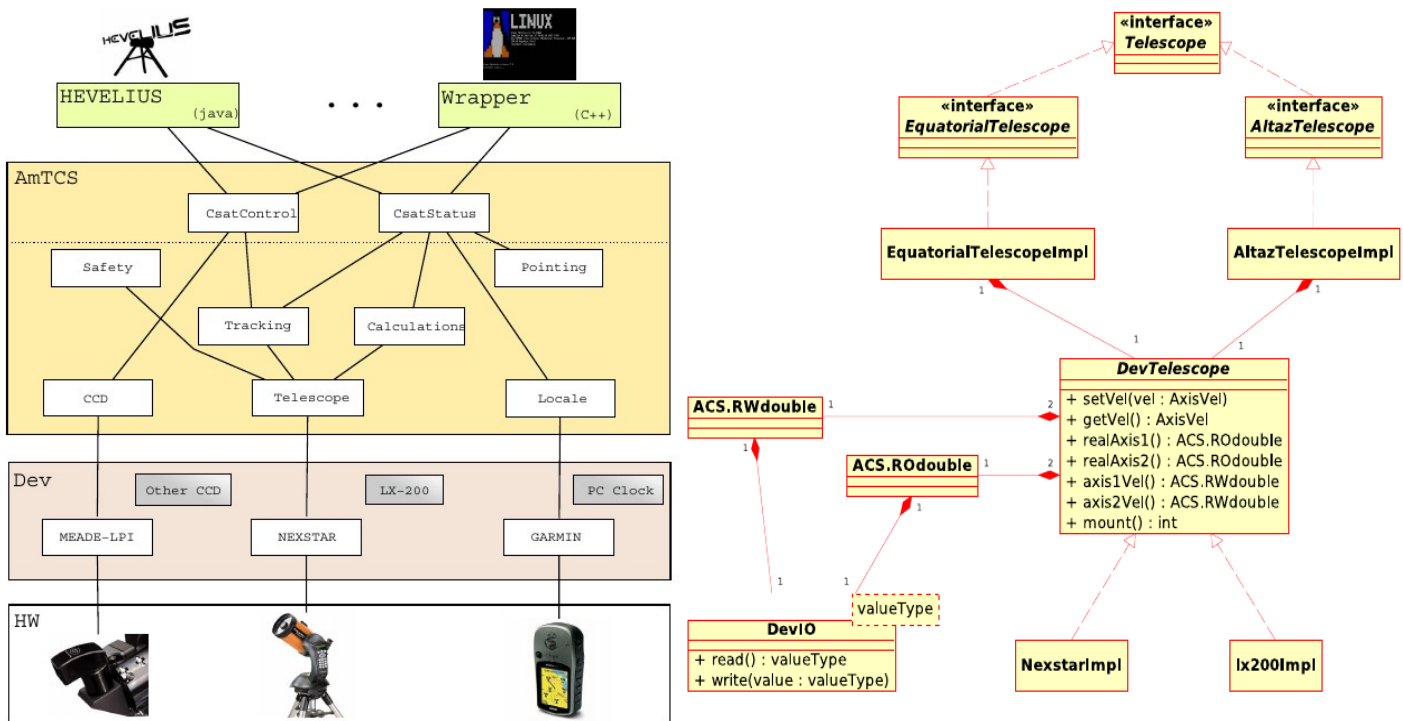 HEVELIUS
LINUX
HEVELIUS
(java)
. . .
Wrapper
(C++)
AmTCS
CsatControl
CsatStatus
Safety
Pointing
Tracking
Calculations
CCD
Telescope
Locale
Dev
Other CCD
LX-200
PC Clock
MEADE-LPI
NEXSTAR
GARMIN
HW
«interface»
Telescope
«interface»
EquatorialTelescope
«interface»
AltazTelescope
EquatorialTelescopeImpl
AltazTelescopeImpl
1
1
1
1
DevTelescope
+ setVel(vel : AxisVel)
+ getVel() : AxisVel
+ realAxis1() : ACS.ROdouble
+ realAxis2() : ACS.ROdouble
+ axis1Vel() : ACS.RWdouble
+ axis2Vel() : ACS.RWdouble
+ mount() : int
ACS.RWdouble
1
2
1
ACS.ROdouble
1
2
1
1
1
valueType
DevIO
+ read() : valueType
+ write(value : valueType)
NexstarImpl
lx200Impl